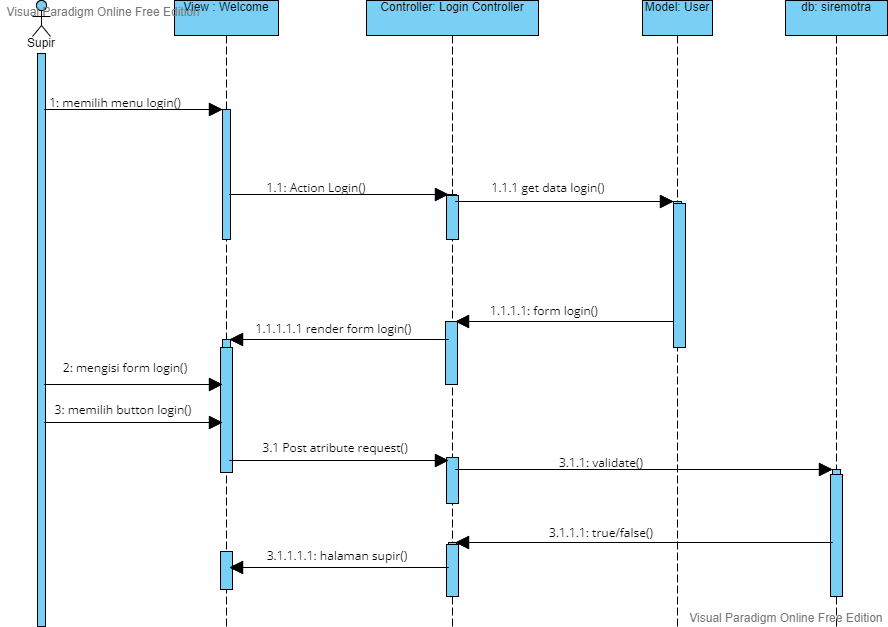 Visual Paradigm Online Free Edition
Supir
View : Welcome
Controller: Login Controller
Model: User
db: siremotra
1: memilih menu login()
1.1: Action Login()
1.1.1 get data login()
1.1.1.1: form login()
1.1.1.1.1 render form login()
2: mengisi form login()
3: memilih button login()
3.1 Post atribute request()
3.1.1: validate()
3.1.1.1: true/false()
3.1.1.1.1: halaman supir()
Visual Paradigm Online Free Edition